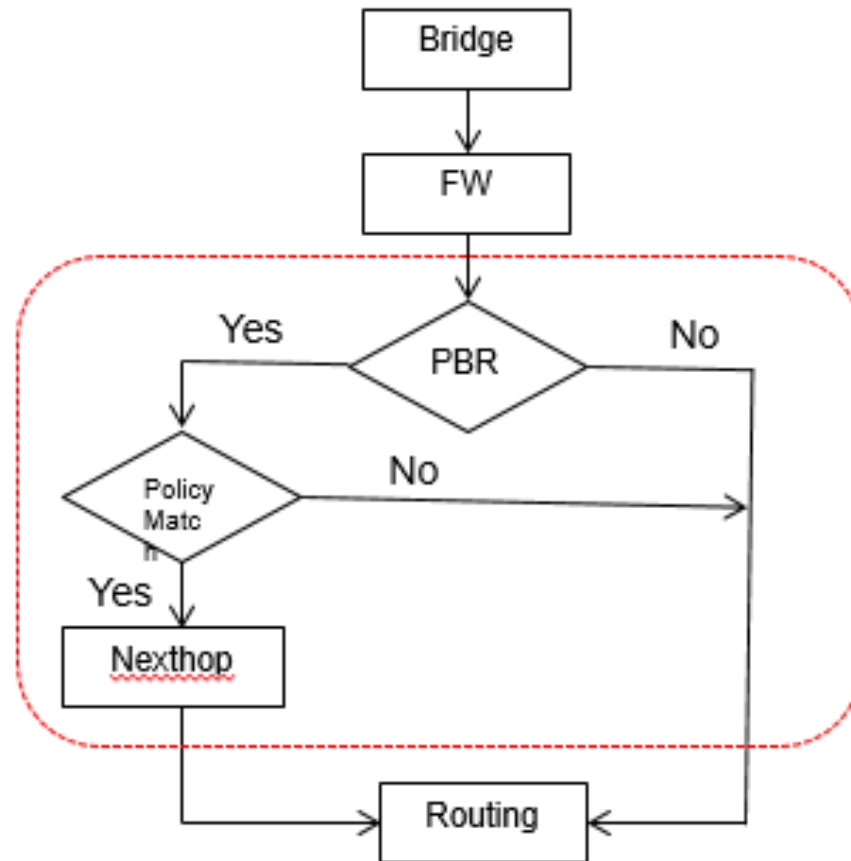 Bridge
FW
Yes
PBR
No
Policy
Matc
h
No
Yes
Nexthop
Routing